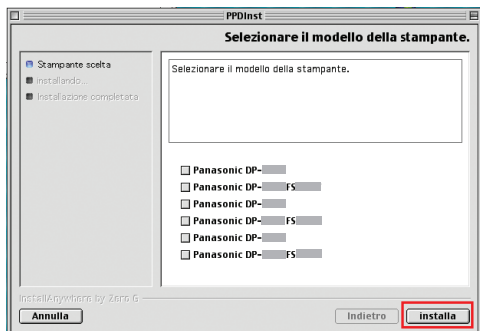 PPDInst
Selezionare il modello della stampante.
Stampante scelta
installando...
Installazione completata
Selezionare il modello della stampante.
Panasonic DP-
Panasonic DP- FS
Panasonic DP-
Panasonic DP- FS
Panasonic DP-
Panasonic DP- FS
InstallAnywhere by Zero G
Annulla
Indietro
installa